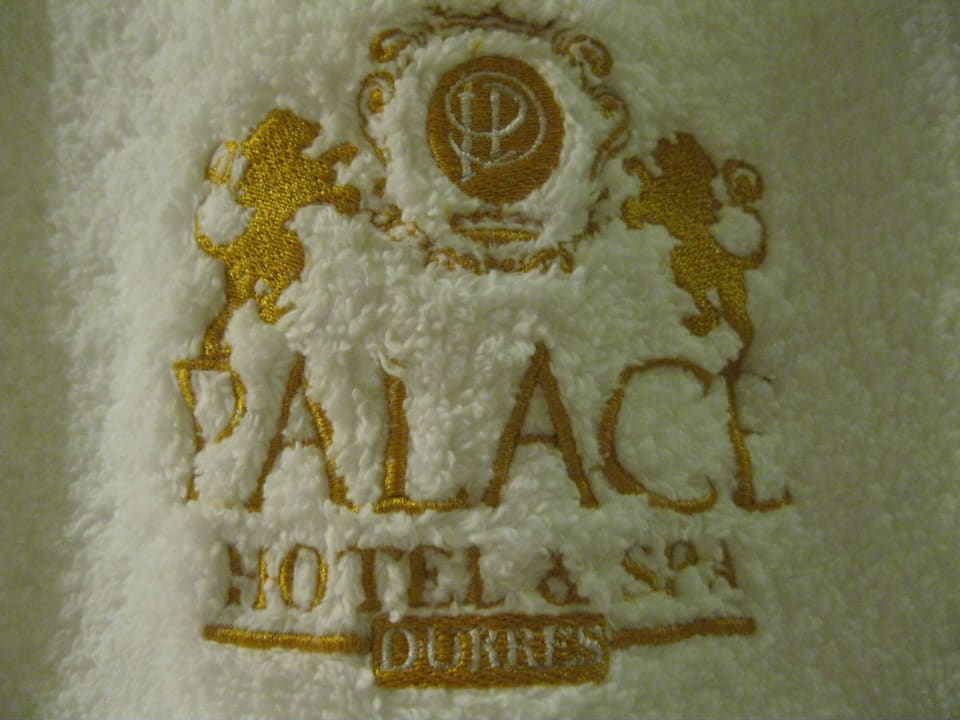 PALACE
HOTEL & SPA
DURRES